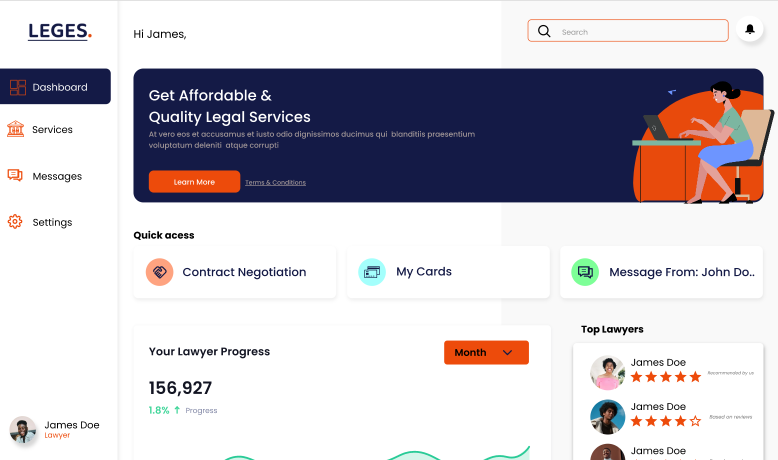 LEGES.
Hi James,
Search
Dashboard
Services
Messages
Settings
Get Affordable &
Quality Legal Services
At vero eos et accusamus et iusto odio dignissimos ducimus qui blanditiis praesentium
voluptatum deleniti atque corrupti
Learn More
Terms & Conditions
Quick acess
Contract Negotiation
My Cards
Message From: John Do..
Your Lawyer Progress
Month
156,927
1.8% ↑ Progress
Top Lawyers
James Doe
Recommended by us
James Doe
Based on reviews
James Doe
James Doe
Lawyer